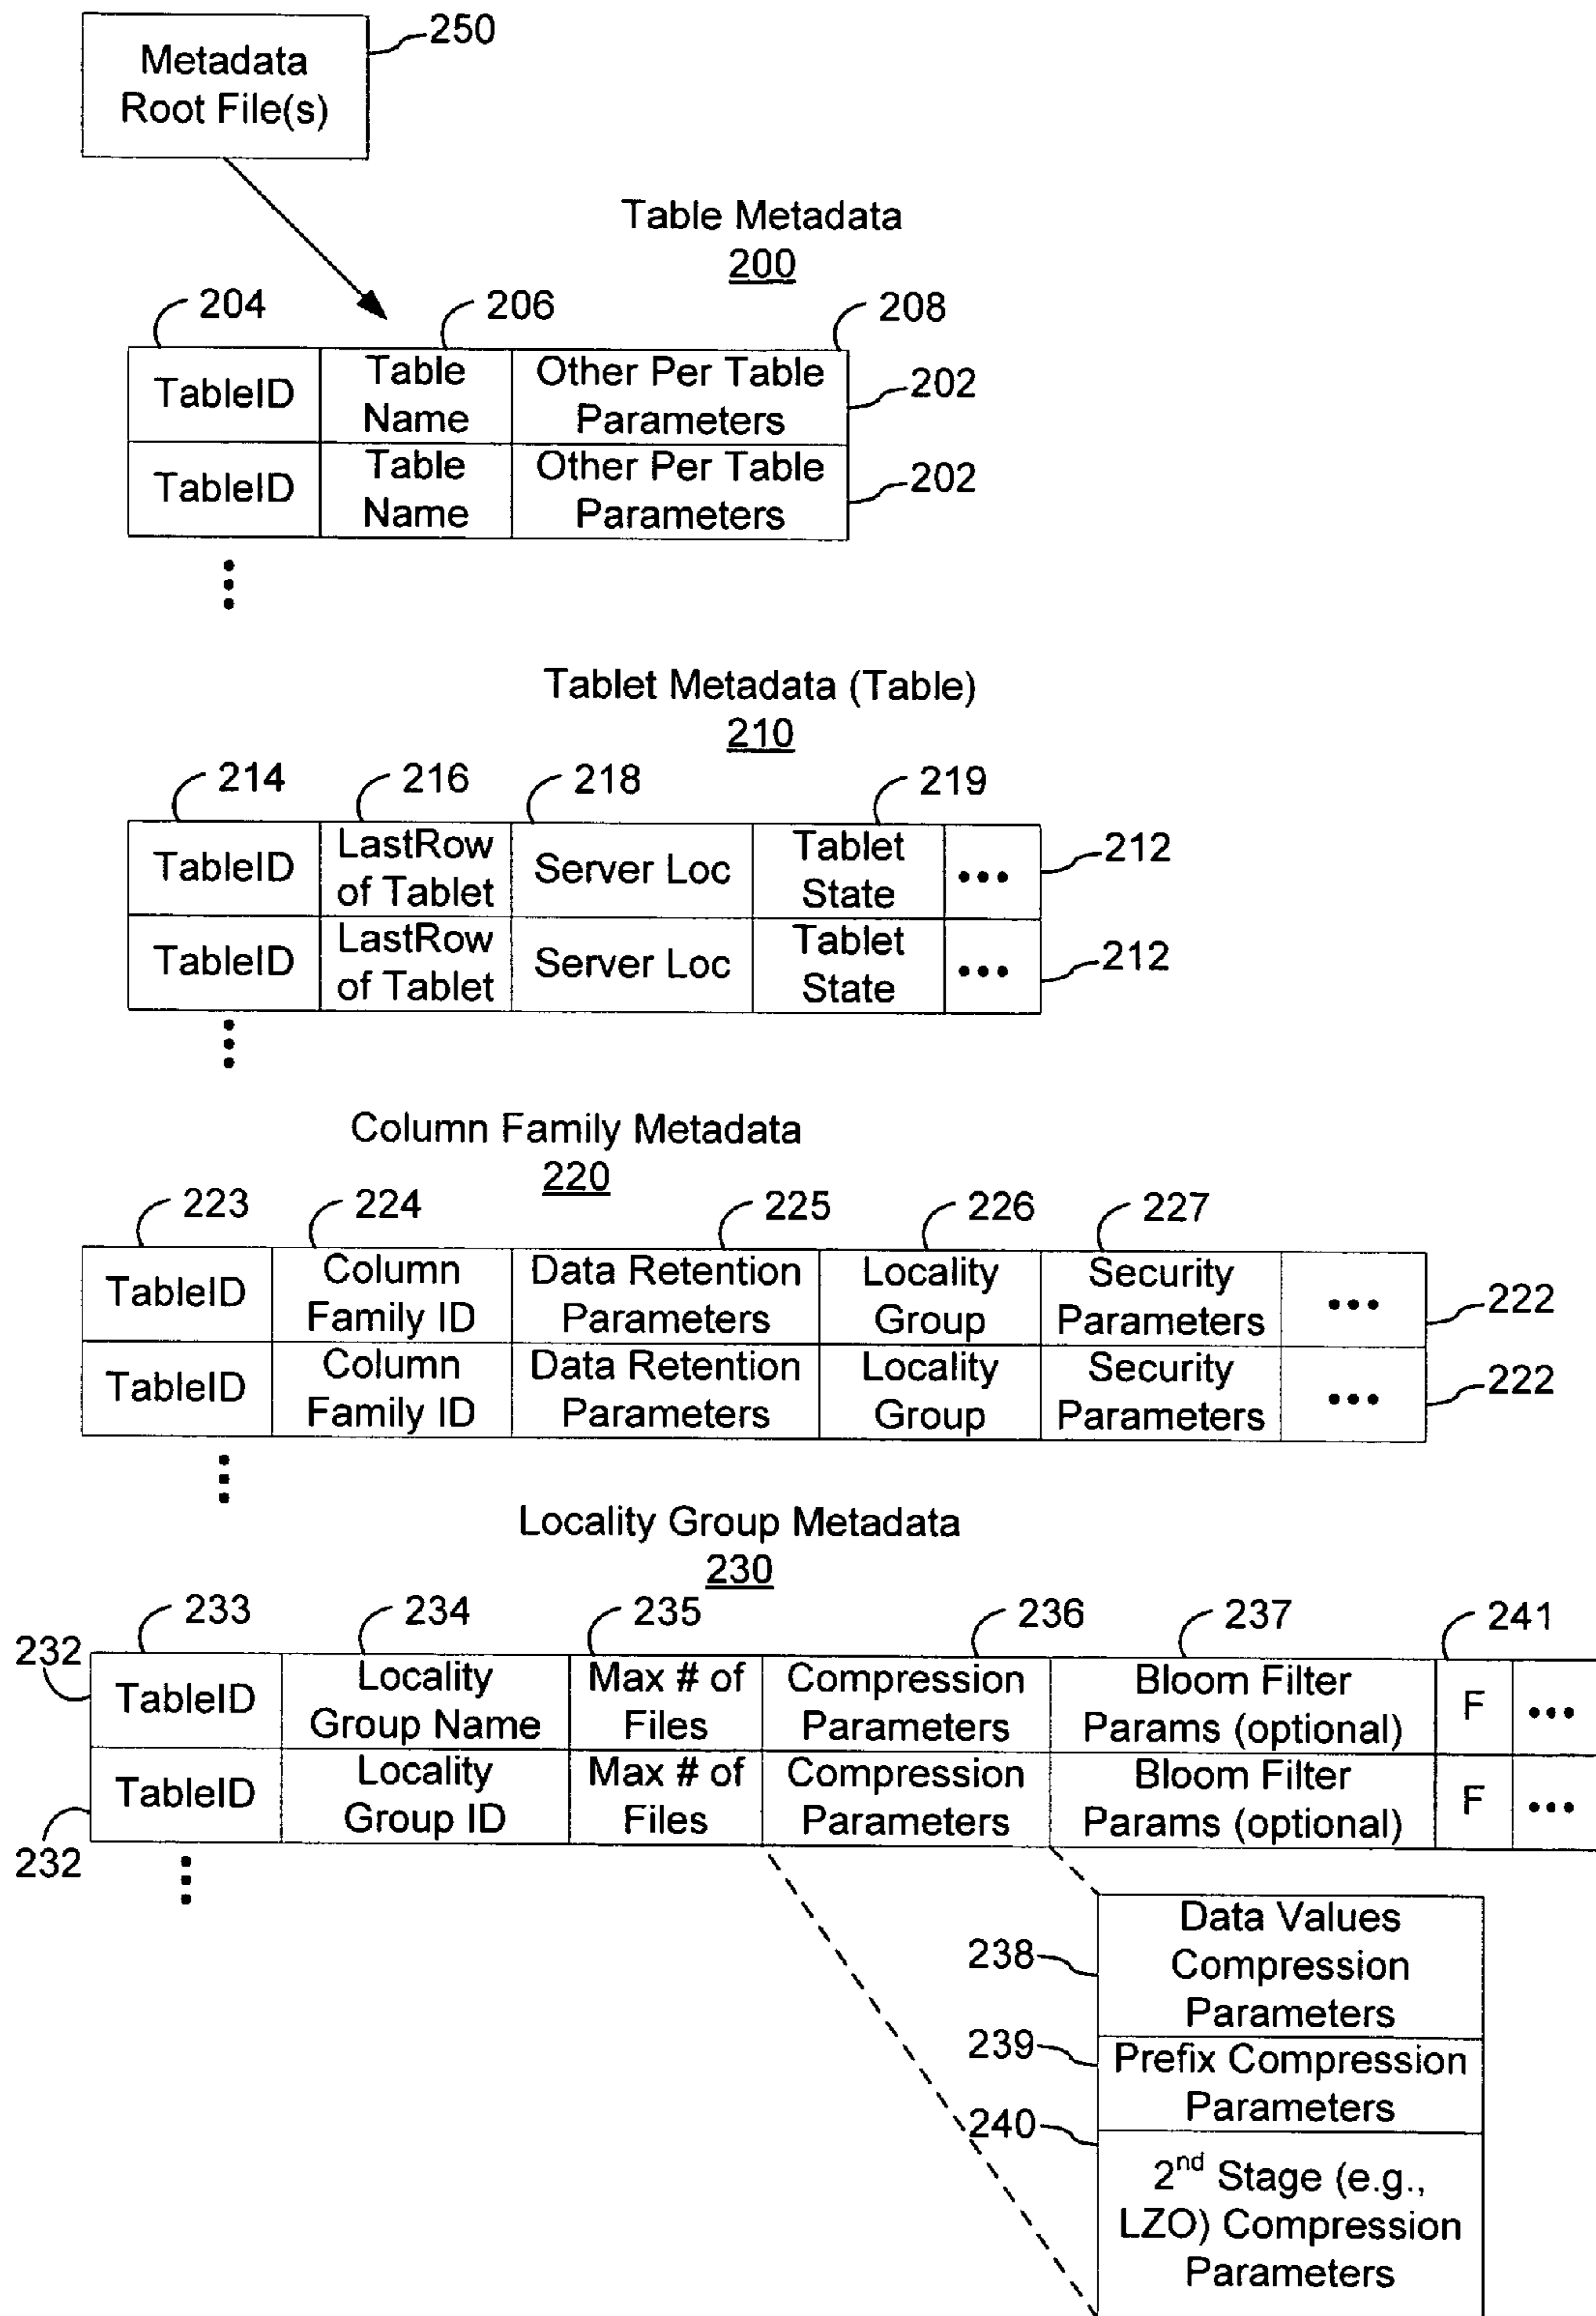 250
Metadata
Root File(s)
Table Metadata
200
204
206
208
TableID
Table
Name
Other Per Table
Parameters
202
TableID
Table
Name
Other Per Table
Parameters
202
Tablet Metadata (Table)
210
214
216
218
219
TableID
LastRow
of Tablet
Server Loc
Tablet
State
•••
212
TableID
LastRow
of Tablet
Server Loc
Tablet
State
•••
212
Column Family Metadata
220
223
224
225
226
227
TableID
Column
Family ID
Data Retention
Parameters
Locality
Group
Security
Parameters
•••
222
TableID
Column
Family ID
Data Retention
Parameters
Locality
Group
Security
Parameters
•••
222
Locality Group Metadata
230
233
234
235
236
237
241
232
TableID
Locality
Group Name
Max # of
Files
Compression
Parameters
Bloom Filter
Params (optional)
F
•••
232
TableID
Locality
Group ID
Max # of
Files
Compression
Parameters
Bloom Filter
Params (optional)
F
•••
238
Data Values
Compression
Parameters
239
Prefix Compression
Parameters
240
2nd Stage (e.g.,
LZO) Compression
Parameters